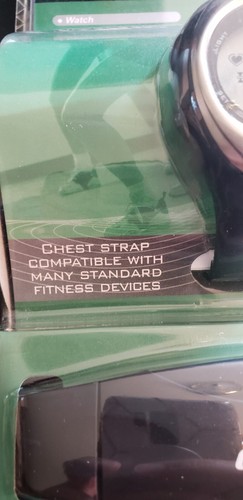 • Watch
CHEST STRAP
COMPATIBLE WITH
MANY STANDARD
FITNESS DEVICES